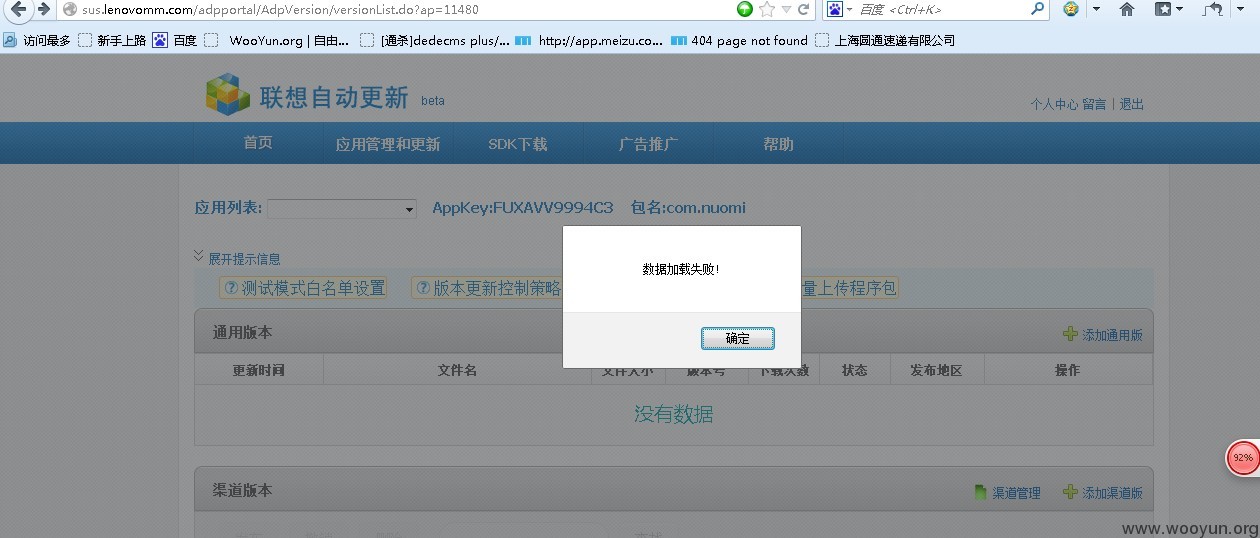 sus.lenovomm.com/adpportal/AdpVersion/versionList.do?ap=11480
百度 <Ctrl+K>
访问最多 新手上路 百度 WooYun.org | 自由... [通杀]dedecms plus/... http://app.meizu.co... 404 page not found 上海圆通速递有限公司
联想自动更新 beta
个人中心 留言 | 退出
首页 应用管理和更新 SDK下载 广告推广 帮助
应用列表: AppKey:FUXAVV9994C3 包名:com.nuomi
数据加载失败!
展开提示信息
测试模式白名单设置 版本更新控制策略 量上传程序包
通用版本 添加通用版
确定
更新时间 文件名 文件大小 版本号 下载次数 状态 发布地区 操作
没有数据
92%
渠道版本 渠道管理 添加渠道版
www.wooyun.org